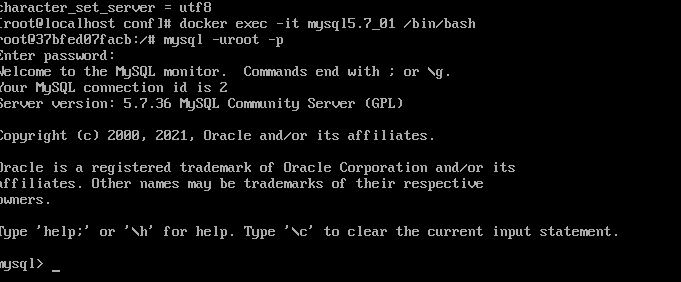 character_set_server = utf8
[root@localhost conf]# docker exec -it mysql5.7_01 /bin/bash
root@37bfed07facb:/# mysql -uroot -p
Enter password:
Welcome to the MySQL monitor.  Commands end with ; or \g.
Your MySQL connection id is 2
Server version: 5.7.36 MySQL Community Server (GPL)

Copyright (c) 2000, 2021, Oracle and/or its affiliates.

Oracle is a registered trademark of Oracle Corporation and/or its
affiliates. Other names may be trademarks of their respective
owners.

Type 'help;' or '\h' for help. Type '\c' to clear the current input statement.

mysql> _